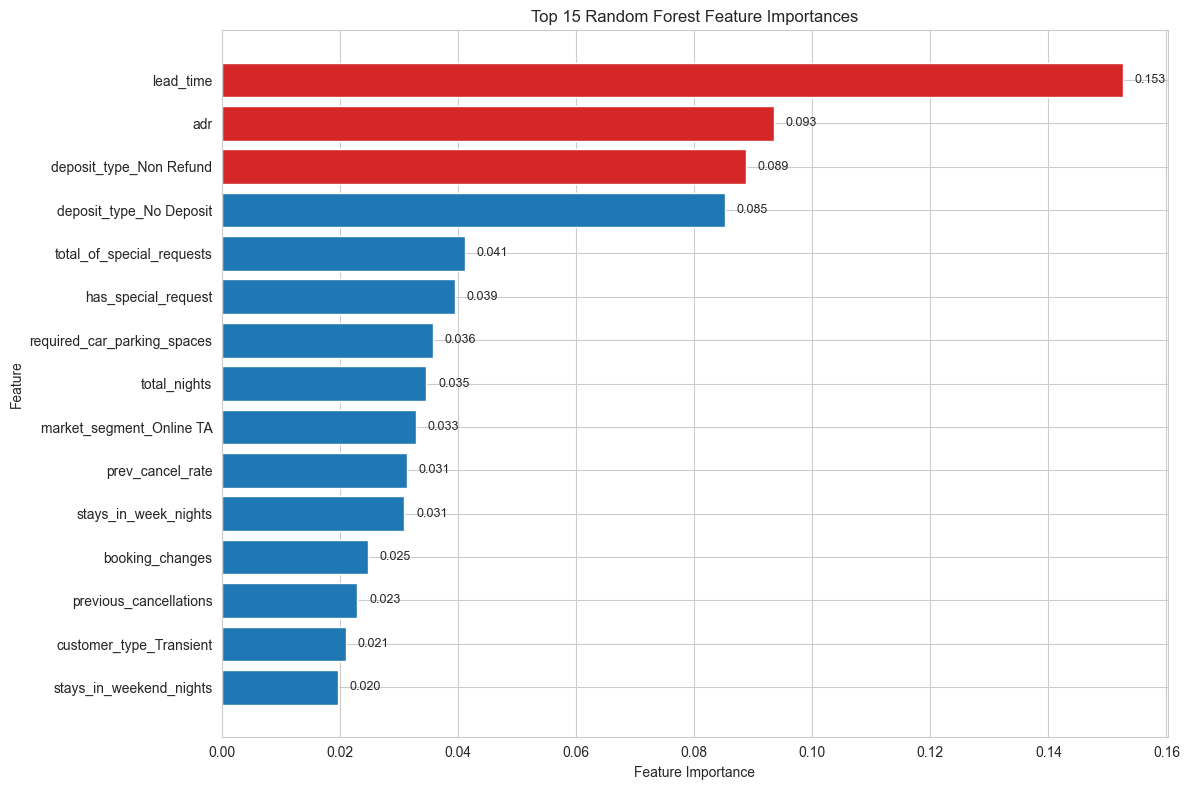 Top 15 Random Forest Feature Importances
Feature
lead_time 0.153
adr 0.093
deposit_type_Non Refund 0.089
deposit_type_No Deposit 0.085
total_of_special_requests 0.041
has_special_request 0.039
required_car_parking_spaces 0.036
total_nights 0.035
market_segment_Online TA 0.033
prev_cancel_rate 0.031
stays_in_week_nights 0.031
booking_changes 0.025
previous_cancellations 0.023
customer_type_Transient 0.021
stays_in_weekend_nights 0.020
0.00 0.02 0.04 0.06 0.08 0.10 0.12 0.14 0.16
Feature Importance